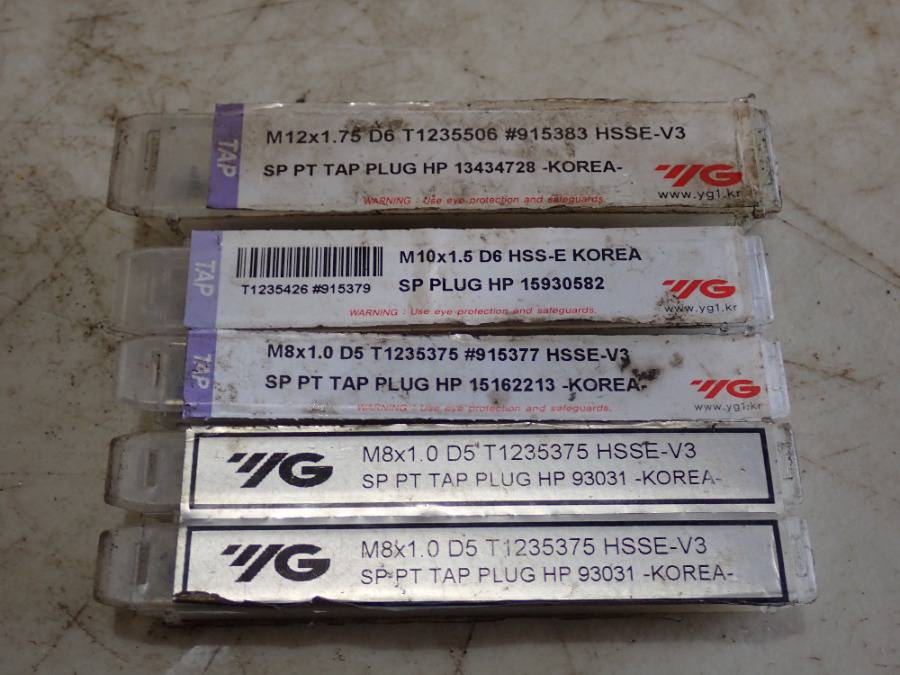 TAP
M12x1.75 D6 T1235506 #915383 HSSE-V3
SP PT TAP PLUG HP 13434728 -KOREA-
YG
www.yg1.kr
WARNING : Use eye protection and safeguards.
TAP
M10x1.5 D6 HSS-E KOREA
T1235426 #915379
SP PLUG HP 15930582
YG
www.yg1.kr
WARNING : Use eye protection and safeguards.
TAP
M8x1.0 D5 T1235375 #915377 HSSE-V3
SP PT TAP PLUG HP 15162213 -KOREA-
YG
www.yg1.kr
WARNING : Use eye protection and safeguards.
YG
M8x1.0 D5 T1235375 HSSE-V3
SP PT TAP PLUG HP 93031 -KOREA-
YG
M8x1.0 D5 T1235375 HSSE-V3
SP PT TAP PLUG HP 93031 -KOREA-